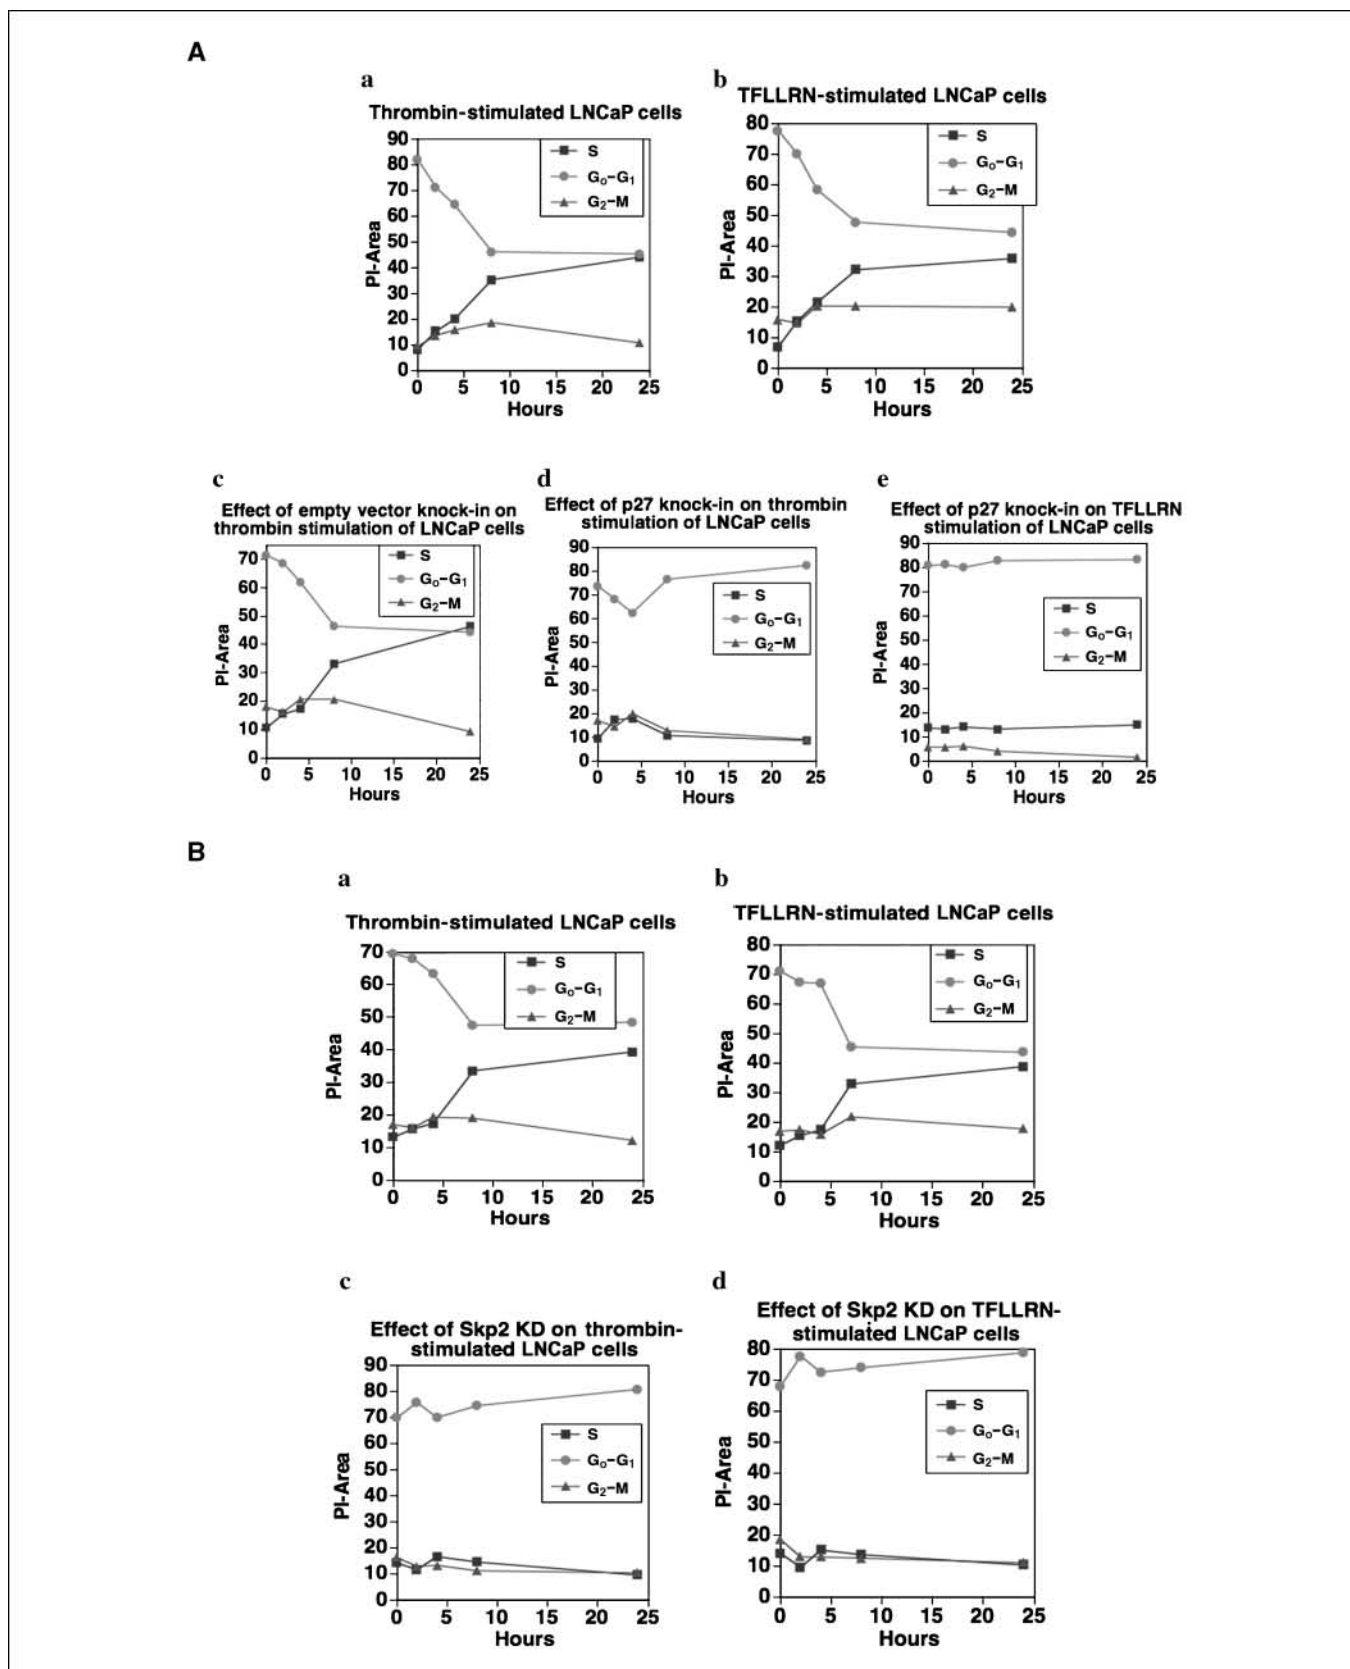 A
a
Thrombin-stimulated LNCaP cells
90
80
70
60
50
40
30
20
10
0
PI-Area
S
G₀-G₁
G₂-M
0 5 10 15 20 25
Hours
b
TFLLRN-stimulated LNCaP cells
80
70
60
50
40
30
20
10
0
PI-Area
S
G₀-G₁
G₂-M
0 5 10 15 20 25
Hours
c
Effect of empty vector knock-in on
thrombin stimulation of LNCaP cells
70
60
50
40
30
20
10
0
PI-Area
S
G₀-G₁
G₂-M
0 5 10 15 20 25
Hours
d
Effect of p27 knock-in on thrombin
stimulation of LNCaP cells
90
80
70
60
50
40
30
20
10
0
PI-Area
S
G₀-G₁
G₂-M
0 5 10 15 20 25
Hours
e
Effect of p27 knock-in on TFLLRN
stimulation of LNCaP cells
90
80
70
60
50
40
30
20
10
0
PI-Area
S
G₀-G₁
G₂-M
0 5 10 15 20 25
Hours
B
a
Thrombin-stimulated LNCaP cells
70
60
50
40
30
20
10
0
PI-Area
S
G₀-G₁
G₂-M
0 5 10 15 20 25
Hours
b
TFLLRN-stimulated LNCaP cells
80
70
60
50
40
30
20
10
0
PI-Area
S
G₀-G₁
G₂-M
0 5 10 15 20 25
Hours
c
Effect of Skp2 KD on thrombin-
stimulated LNCaP cells
90
80
70
60
50
40
30
20
10
0
PI-Area
S
G₀-G₁
G₂-M
0 5 10 15 20 25
Hours
d
Effect of Skp2 KD on TFLLRN-
stimulated LNCaP cells
80
70
60
50
40
30
20
10
0
PI-Area
S
G₀-G₁
G₂-M
0 5 10 15 20 25
Hours